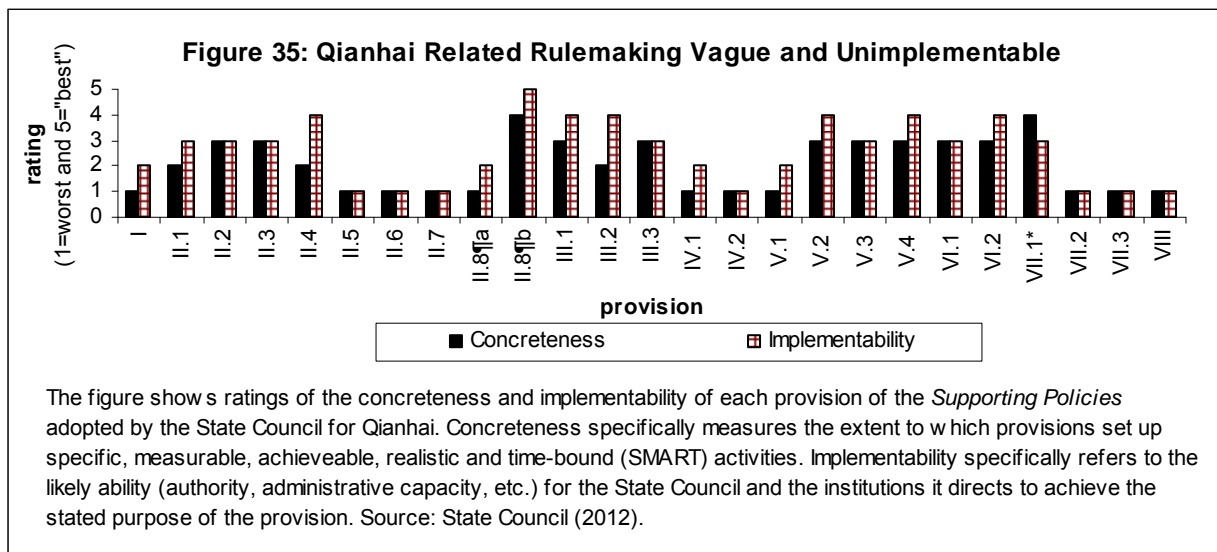 Figure 35: Qianhai Related Rulemaking Vague and Unimplementable
rating
(1=worst and 5="best")
5
4
3
2
1
0
I
II.1
II.2
II.3
II.4
II.5
II.6
II.7
II.8¶a
II.8¶b
III.1
III.2
III.3
IV.1
IV.2
V.1
V.2
V.3
V.4
VI.1
VI.2
VII.1*
VII.2
VII.3
VIII
provision
Concreteness Implementability
The figure shows ratings of the concreteness and implementability of each provision of the Supporting Policies
adopted by the State Council for Qianhai. Concreteness specifically measures the extent to which provisions set up
specific, measurable, achieveable, realistic and time-bound (SMART) activities. Implementability specifically refers to the
likely ability (authority, administrative capacity, etc.) for the State Council and the institutions it directs to achieve the
stated purpose of the provision. Source: State Council (2012).